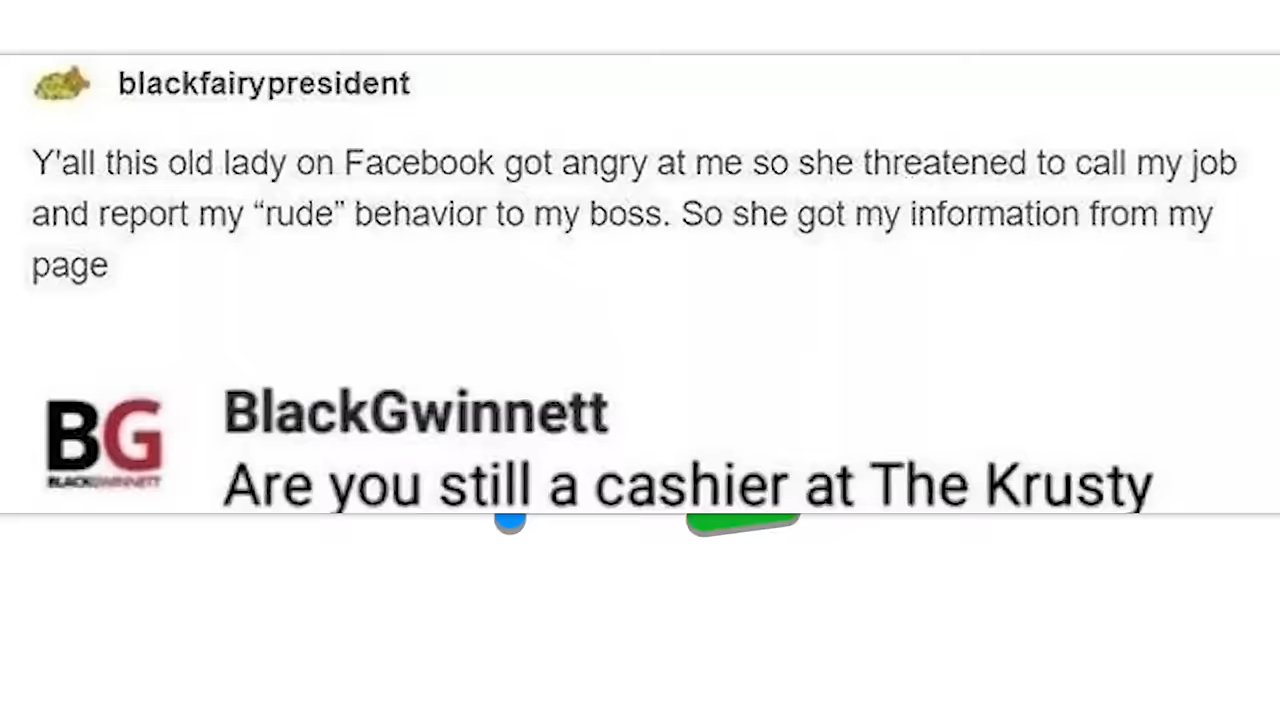 blackfairypresident
Y'all this old lady on Facebook got angry at me so she threatened to call my job
and report my “rude” behavior to my boss. So she got my information from my
page
BG
BLACKGWINNETT
BlackGwinnett
Are you still a cashier at The Krusty